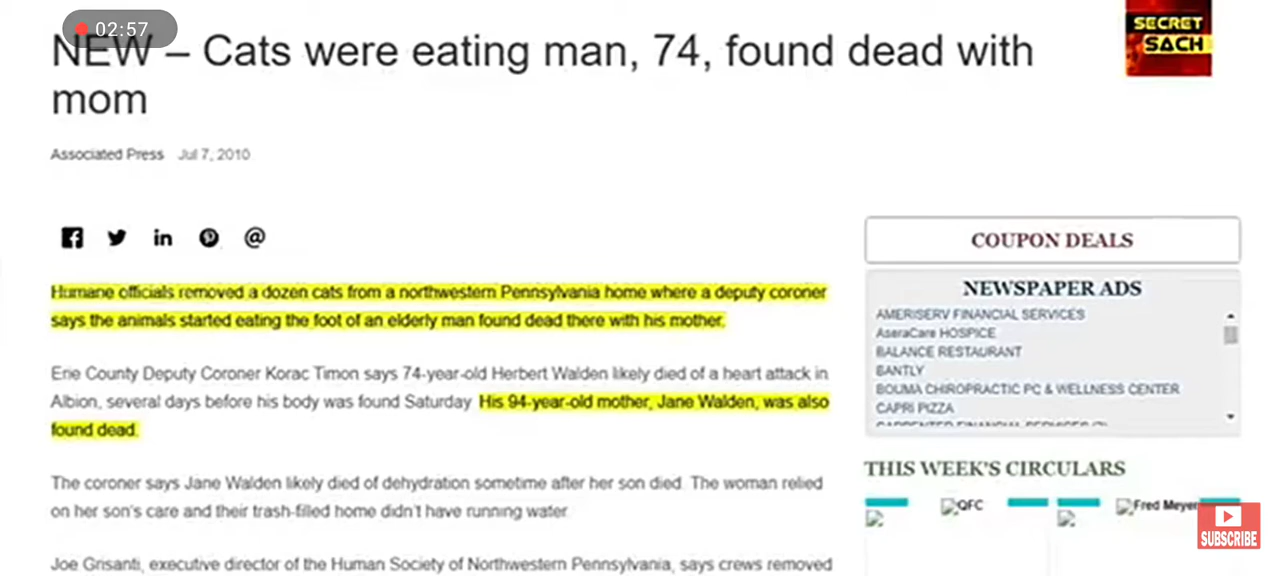 02:57
SECRET
SACH
NEW – Cats were eating man, 74, found dead with
mom
Associated Press Jul 7, 2010
Humane officials removed a dozen cats from a northwestern Pennsylvania home where a deputy coroner
says the animals started eating the foot of an elderly man found dead there with his mother.
Erie County Deputy Coroner Korac Timon says 74-year-old Herbert Walden likely died of a heart attack in
Albion, several days before his body was found Saturday. His 94-year-old mother, Jane Walden, was also
found dead.
The coroner says Jane Walden likely died of dehydration sometime after her son died. The woman relied
on her son's care and their trash-filled home didn't have running water.
Joe Grisanti, executive director of the Human Society of Northwestern Pennsylvania, says crews removed
COUPON DEALS
NEWSPAPER ADS
AMERISERV FINANCIAL SERVICES
AseraCare HOSPICE
BALANCE RESTAURANT
BANTLY
BOUMA CHIROPRACTIC PC & WELLNESS CENTER
CAPRI PIZZA
THIS WEEK'S CIRCULARS
QFC
Fred Meyer
SUBSCRIBE